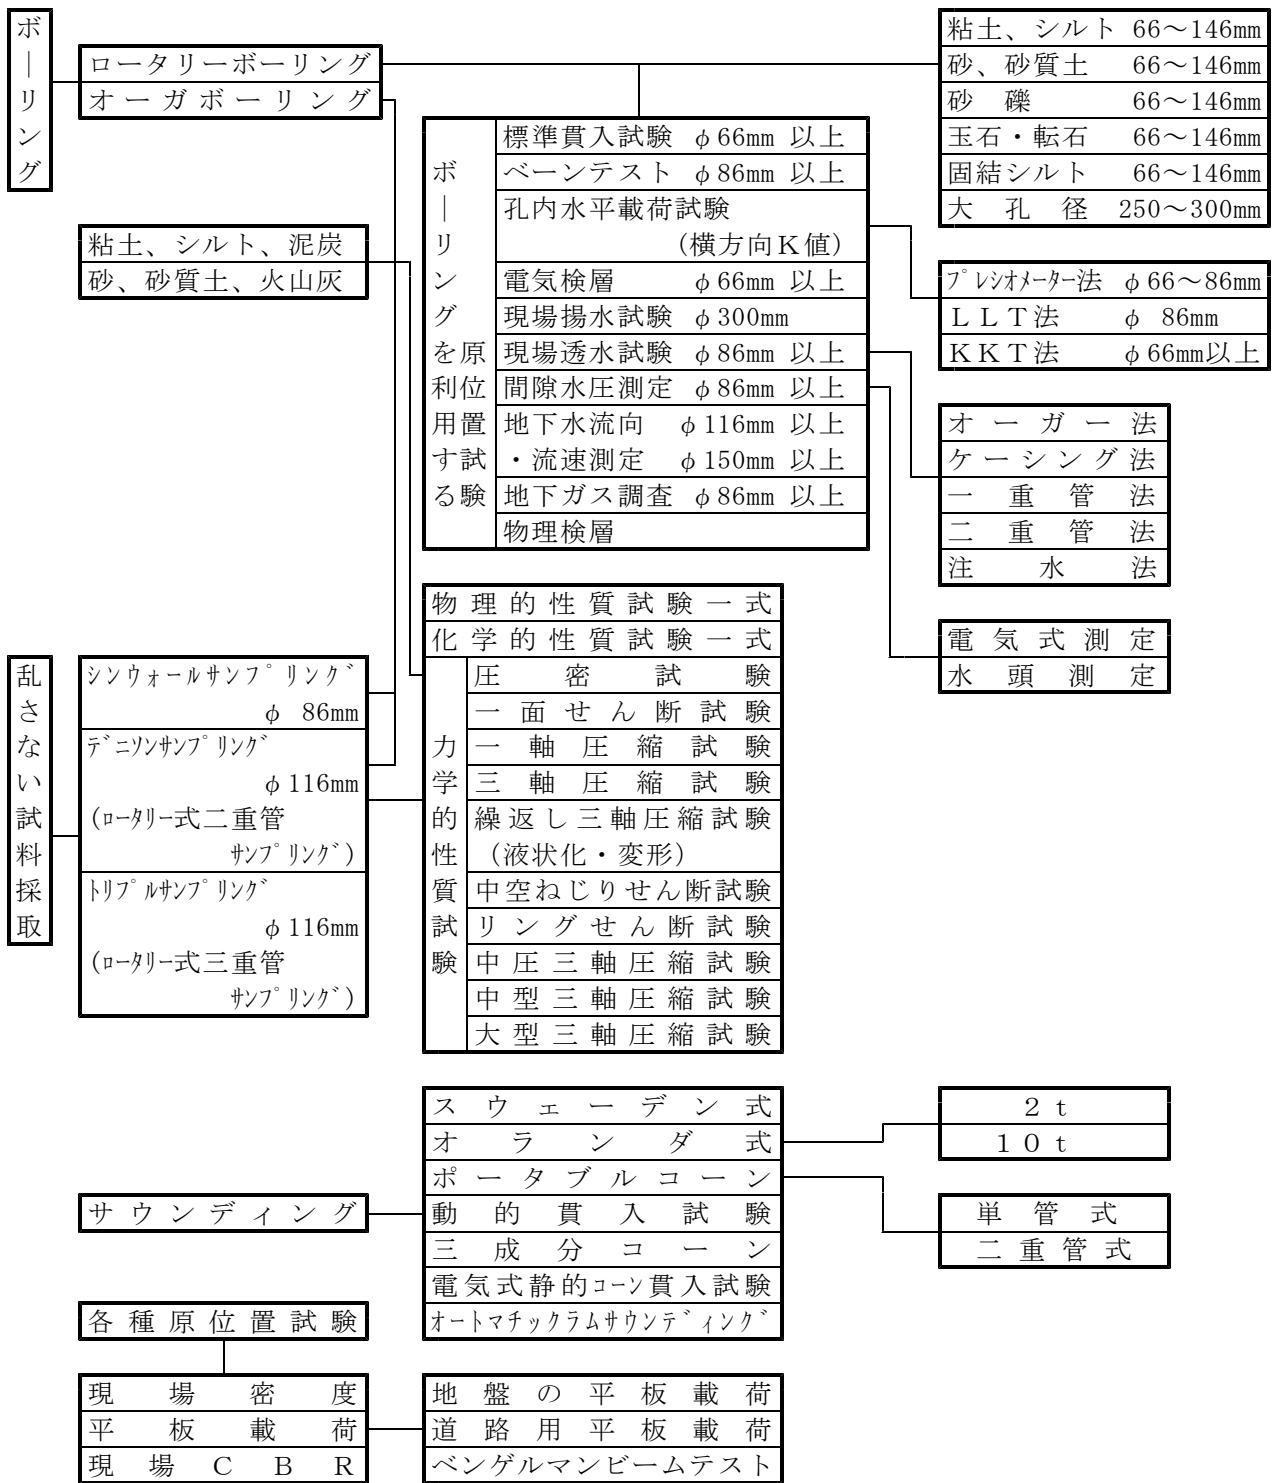 ボーリング
ロータリーボーリング
オーガボーリング
粘土、シルト 66～146mm
砂、砂質土 66～146mm
砂礫 66～146mm
玉石・転石 66～146mm
固結シルト 66～146mm
大孔径 250～300mm
ボーリングを利用する
原位置試験
標準貫入試験 φ66mm 以上
ベーンテスト φ86mm 以上
孔内水平載荷試験
（横方向Ｋ値）
電気検層 φ66mm 以上
現場揚水試験 φ300mm
現場透水試験 φ86mm 以上
間隙水圧測定 φ86mm 以上
地下水流向 φ116mm 以上
・流速測定 φ150mm 以上
地下ガス調査 φ86mm 以上
物理検層
粘土、シルト、泥炭
砂、砂質土、火山灰
ﾌﾟﾚｼｵﾒｰﾀｰ法 φ66～86mm
ＬＬＴ法 φ 86mm
ＫＫＴ法 φ66mm以上
オーガー法
ケーシング法
一重管法
二重管法
注水法
電気式測定
水頭測定
乱さない試料採取
ｼﾝｳｫｰﾙｻﾝﾌﾟﾘﾝｸﾞ
φ 86mm
ﾃﾞﾆｿﾝｻﾝﾌﾟﾘﾝｸﾞ
φ116mm
(ﾛｰﾀﾘｰ式二重管
ｻﾝﾌﾟﾘﾝｸﾞ)
ﾄﾘﾌﾟﾙｻﾝﾌﾟﾘﾝｸﾞ
φ116mm
(ﾛｰﾀﾘｰ式三重管
ｻﾝﾌﾟﾘﾝｸﾞ)
物理的性質試験一式
化学的性質試験一式
力学的性質試験
圧密試験
一面せん断試験
一軸圧縮試験
三軸圧縮試験
繰返し三軸圧縮試験
（液状化・変形）
中空ねじりせん断試験
リングせん断試験
中圧三軸圧縮試験
中型三軸圧縮試験
大型三軸圧縮試験
サウンディング
スウェーデン式
オランダ式
ポータブルコーン
動的貫入試験
三成分コーン
電気式静的ｺｰﾝ貫入試験
ｵｰﾄﾏﾁｯｸﾗﾑｻｳﾝﾃﾞｨﾝｸﾞ
２ｔ
１０ｔ
単管式
二重管式
各種原位置試験
現場密度
平板載荷
現場ＣＢＲ
地盤の平板載荷
道路用平板載荷
ベンゲルマンビームテスト